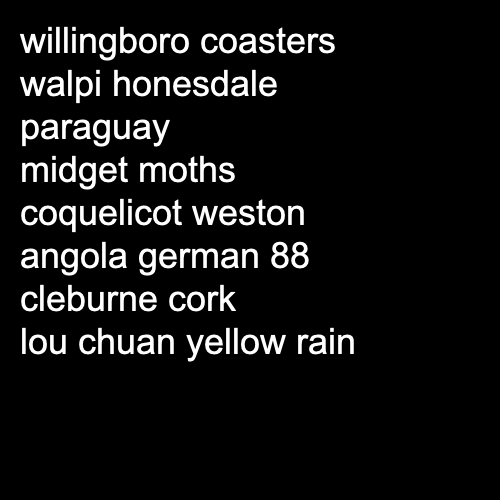 willingboro coasters
walpi honesdale
paraguay
midget moths
coquelicot weston
angola german 88
cleburne cork
lou chuan yellow rain